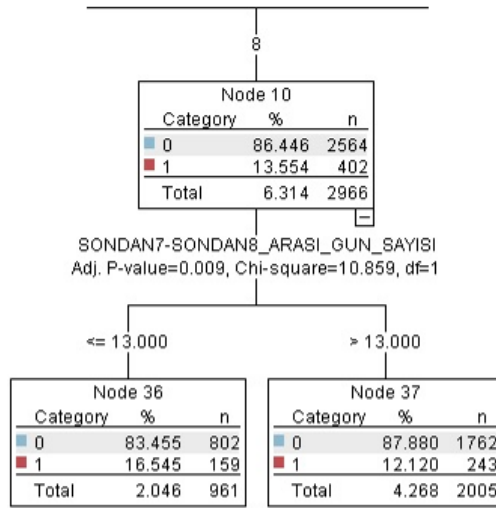 8
Node 10
Category % n
0 86.446 2564
1 13.554 402
Total 6.314 2966
SONDAN7-SONDAN8_ARASI_GUN_SAYISI
Adj. P-value=0.009, Chi-square=10.859, df=1
<= 13.000
> 13.000
Node 36
Category % n
0 83.455 802
1 16.545 159
Total 2.046 961
Node 37
Category % n
0 87.880 1762
1 12.120 243
Total 4.268 2005